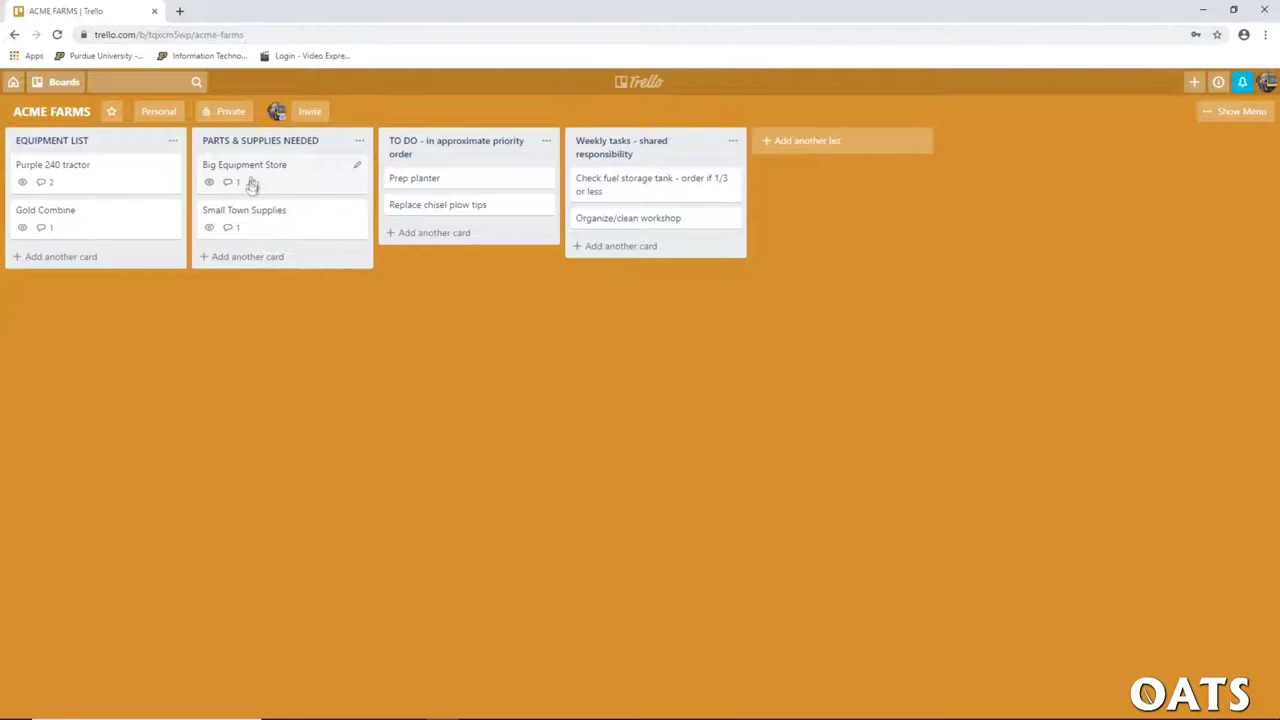 ACME FARMS | Trello
trello.com/b/tqxcm5wp/acme-farms
Apps
Purdue University -...
Information Techno...
Login - Video Expre...
Boards
Trello
ACME FARMS
Personal
Private
Invite
... Show Menu
EQUIPMENT LIST
...
Purple 240 tractor
2
Gold Combine
1
+ Add another card
PARTS & SUPPLIES NEEDED
...
Big Equipment Store
1
Small Town Supplies
1
+ Add another card
TO DO - in approximate priority
order
...
Prep planter
Replace chisel plow tips
+ Add another card
Weekly tasks - shared
responsibility
...
Check fuel storage tank - order if 1/3
or less
Organize/clean workshop
+ Add another card
+ Add another list
OATS